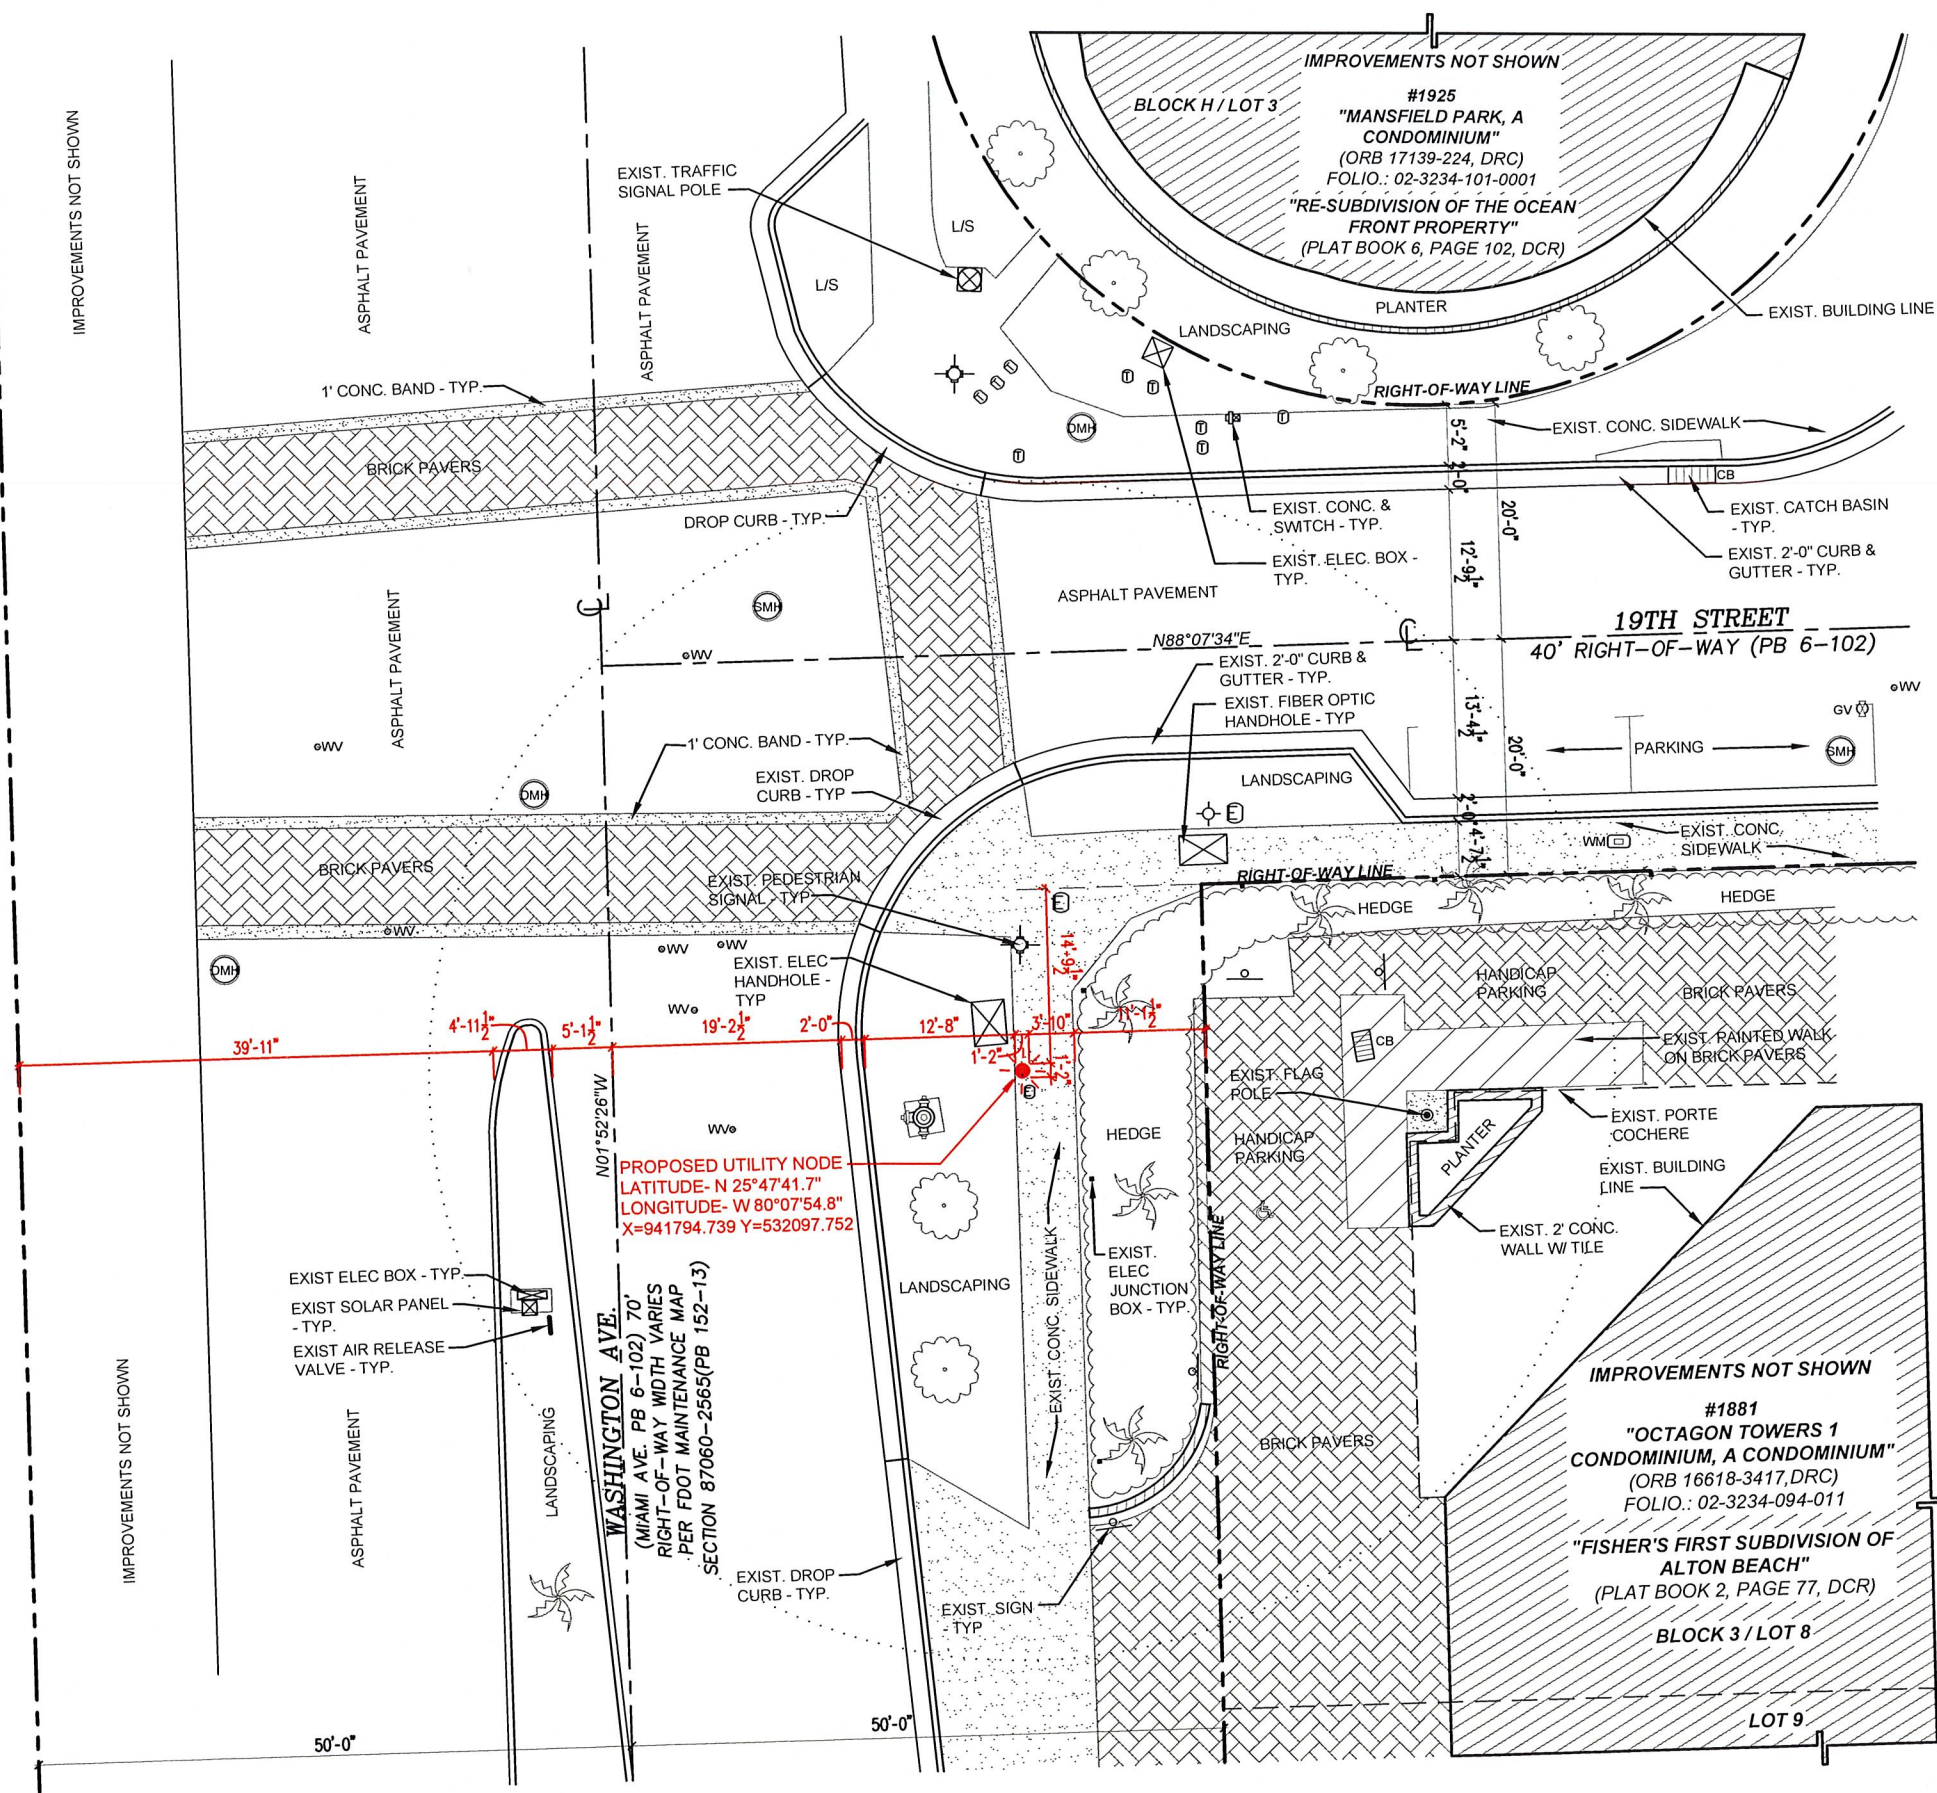 IMPROVEMENTS NOT SHOWN
BLOCK H / LOT 3
#1925
"MANSFIELD PARK, A
CONDOMINIUM"
(ORB 17139-224, DRC)
FOLIO.: 02-3234-101-0001
"RE-SUBDIVISION OF THE OCEAN
FRONT PROPERTY"
(PLAT BOOK 6, PAGE 102, DCR)
IMPROVEMENTS NOT SHOWN
ASPHALT PAVEMENT
ASPHALT PAVEMENT
EXIST. TRAFFIC
SIGNAL POLE
L/S
L/S
PLANTER
LANDSCAPING
EXIST. BUILDING LINE
1' CONC. BAND - TYP.
RIGHT-OF-WAY LINE
T
T
T
T
T
T
T
T
T
DMH
5'-2"
EXIST. CONC. SIDEWALK
BRICK PAVERS
2'-0"
CB
DROP CURB - TYP.
EXIST. CONC. &
SWITCH - TYP.
20'-0"
EXIST. CATCH BASIN
- TYP.
EXIST. ELEC. BOX -
TYP.
12'-9½"
EXIST. 2'-0" CURB &
GUTTER - TYP.
ASPHALT PAVEMENT
ASPHALT PAVEMENT
SMH
19TH STREET
40' RIGHT-OF-WAY (PB 6-102)
N88°07'34"E
WV
EXIST. 2'-0" CURB &
GUTTER - TYP.
EXIST. FIBER OPTIC
HANDHOLE - TYP
13'-4½"
20'-0"
WV
GV
WV
1' CONC. BAND - TYP.
PARKING
SMH
EXIST. DROP
CURB - TYP
LANDSCAPING
DMH
2'-0"
4'-7½"
E
WM
EXIST. CONC.
SIDEWALK
BRICK PAVERS
EXIST. PEDESTRIAN
SIGNAL - TYP
RIGHT-OF-WAY LINE
HEDGE
HEDGE
E
WV
WV
WV
14'-9½"
DMH
EXIST. ELEC
HANDHOLE -
TYP
HANDICAP
PARKING
BRICK PAVERS
WV
39'-11"
4'-11½"
5'-1½"
19'-2½"
2'-0"
12'-8"
3'-10"
11'-1½"
1'-2"
1'-2"
CB
EXIST. PAINTED WALK
ON BRICK PAVERS
E
EXIST. FLAG
POLE
N01°52'26"W
WV
HEDGE
HANDICAP
PARKING
PLANTER
EXIST. PORTE
COCHERE
PROPOSED UTILITY NODE
LATITUDE- N 25°47'41.7"
LONGITUDE- W 80°07'54.8"
X=941794.739 Y=532097.752
EXIST. BUILDING
LINE
EXIST. 2' CONC.
WALL W/ TILE
EXIST ELEC BOX - TYP.
EXIST SOLAR PANEL
- TYP.
EXIST AIR RELEASE
VALVE - TYP.
LANDSCAPING
EXIST. CONC. SIDEWALK
EXIST.
ELEC
JUNCTION
BOX - TYP.
RIGHT-OF-WAY LINE
WASHINGTON AVE.
(MIAMI AVE. PB 6-102) 70'
RIGHT-OF-WAY WIDTH VARIES
PER FDOT MAINTENANCE MAP
SECTION 87060-2565(PB 152-13)
IMPROVEMENTS NOT SHOWN
ASPHALT PAVEMENT
LANDSCAPING
BRICK PAVERS
IMPROVEMENTS NOT SHOWN
#1881
"OCTAGON TOWERS 1
CONDOMINIUM, A CONDOMINIUM"
(ORB 16618-3417,DRC)
FOLIO.: 02-3234-094-011
"FISHER'S FIRST SUBDIVISION OF
ALTON BEACH"
(PLAT BOOK 2, PAGE 77, DCR)
BLOCK 3 / LOT 8
EXIST. DROP
CURB - TYP.
EXIST. SIGN
- TYP
LOT 9
50'-0"
50'-0"